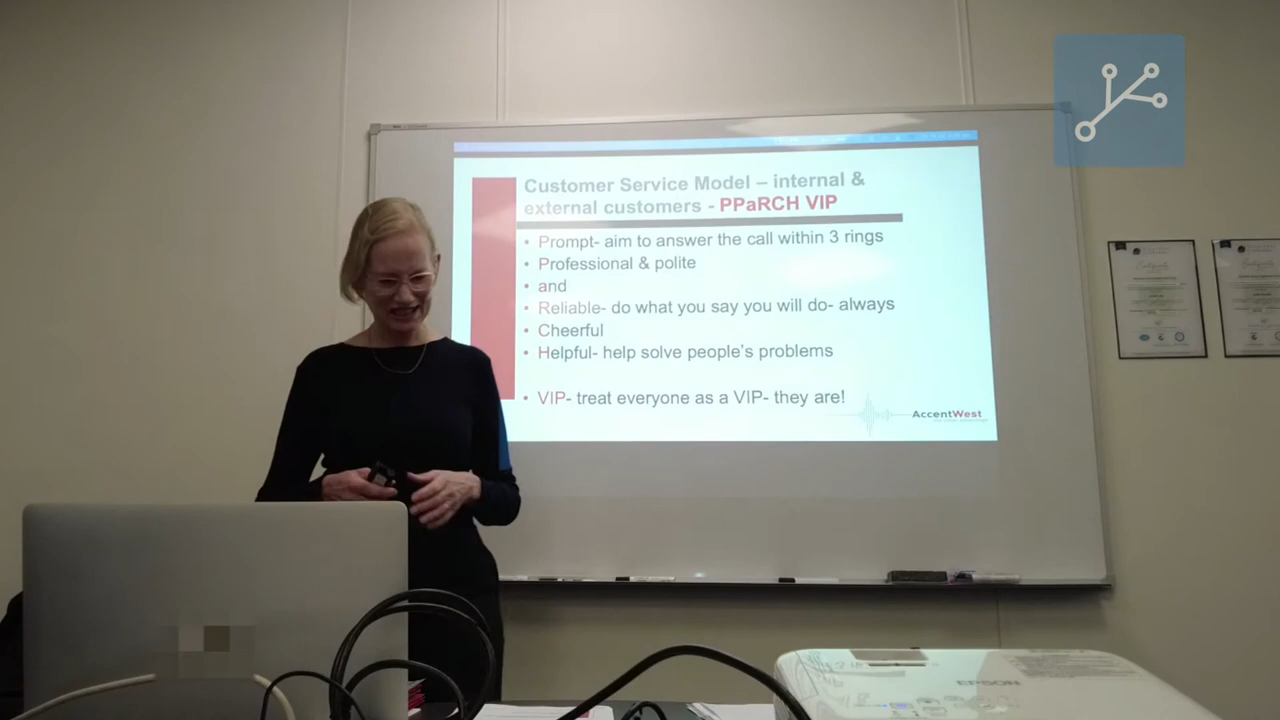 Customer Service Model – internal &
external customers - PPaRCH VIP
• Prompt- aim to answer the call within 3 rings
• Professional & polite
• and
• Reliable- do what you say you will do- always
• Cheerful
• Helpful- help solve people's problems
• VIP- treat everyone as a VIP- they are!
AccentWest
EPSON